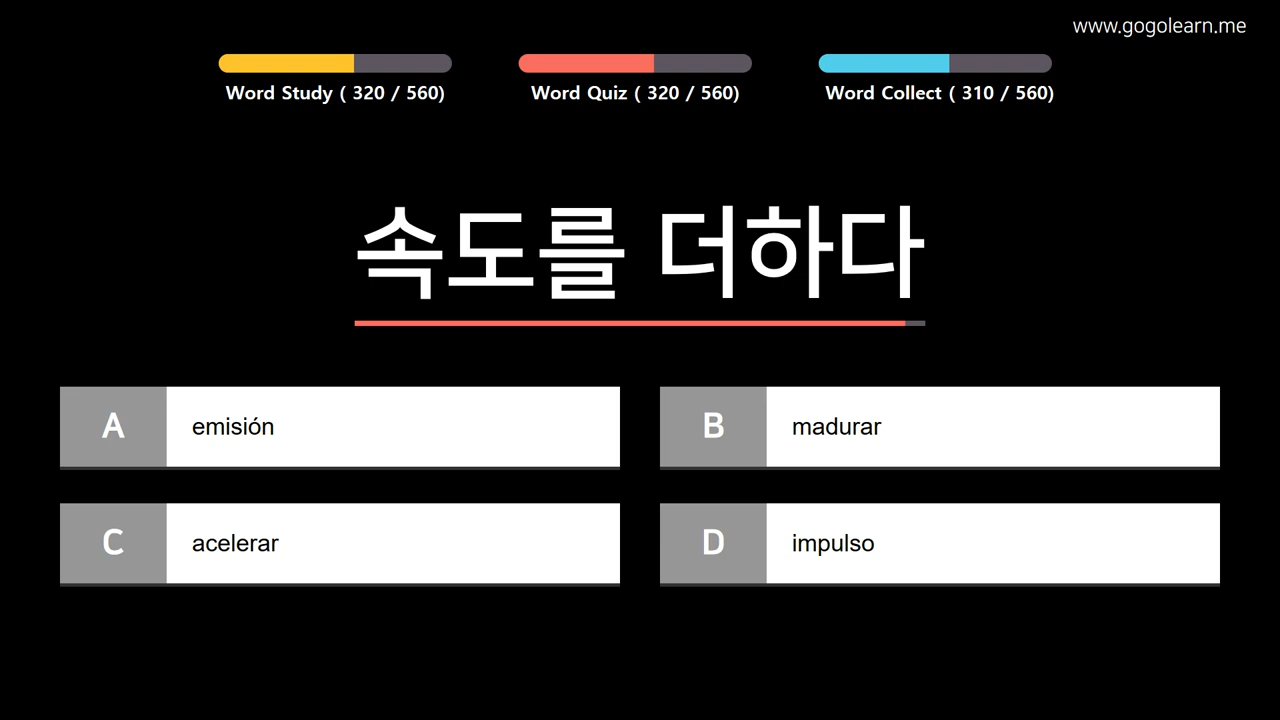 www.gogolearn.me
Word Study ( 320 / 560)
Word Quiz ( 320 / 560)
Word Collect ( 310 / 560)
속도를 더하다
A emisión
B madurar
C acelerar
D impulso